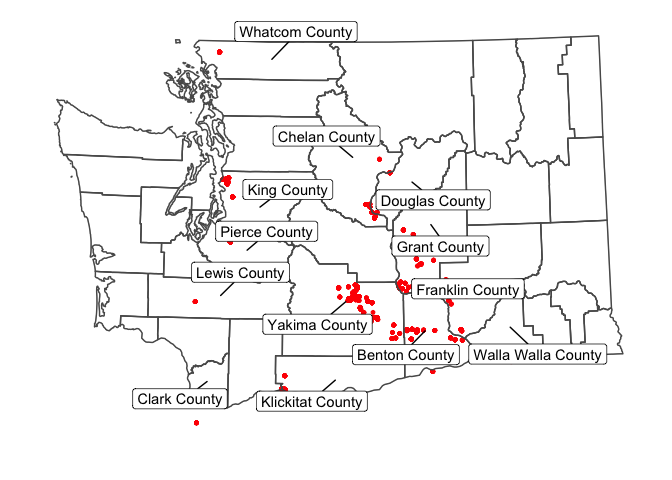 Whatcom County
Chelan County
King County
Douglas County
Pierce County
Grant County
Lewis County
Franklin County
Yakima County
Benton County
Walla Walla County
Clark County
Klickitat County